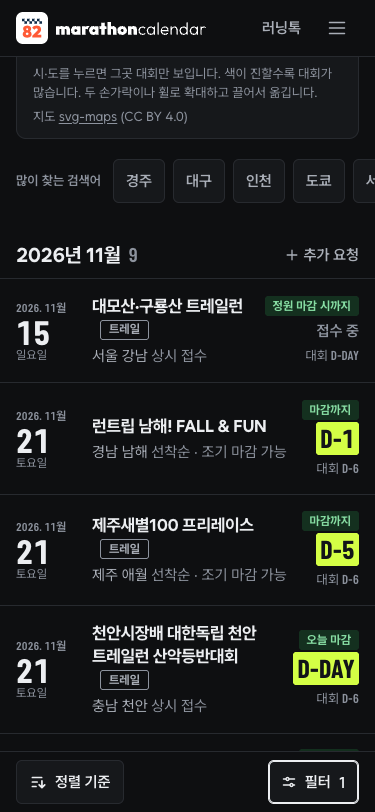 82 marathoncalendar 러닝톡
시·도를 누르면 그곳 대회만 보입니다. 색이 진할수록 대회가
많습니다. 두 손가락이나 휠로 확대하고 끌어서 옮깁니다.
지도 svg-maps (CC BY 4.0)
많이 찾는 검색어 경주 대구 인천 도쿄
2026년 11월 9 + 추가 요청
2026. 11월
15
일요일
대모산·구룡산 트레일런
트레일
서울 강남 상시 접수
정원 마감 시까지
접수 중
대회 D-DAY
2026. 11월
21
토요일
런트립 남해! FALL & FUN
경남 남해 선착순 · 조기 마감 가능
마감까지
D-1
대회 D-6
2026. 11월
21
토요일
제주새별100 프리레이스
트레일
제주 애월 선착순 · 조기 마감 가능
마감까지
D-5
대회 D-6
2026. 11월
21
토요일
천안시장배 대한독립 천안
트레일런 산악등반대회
트레일
충남 천안 상시 접수
오늘 마감
D-DAY
대회 D-6
정렬 기준 필터 1